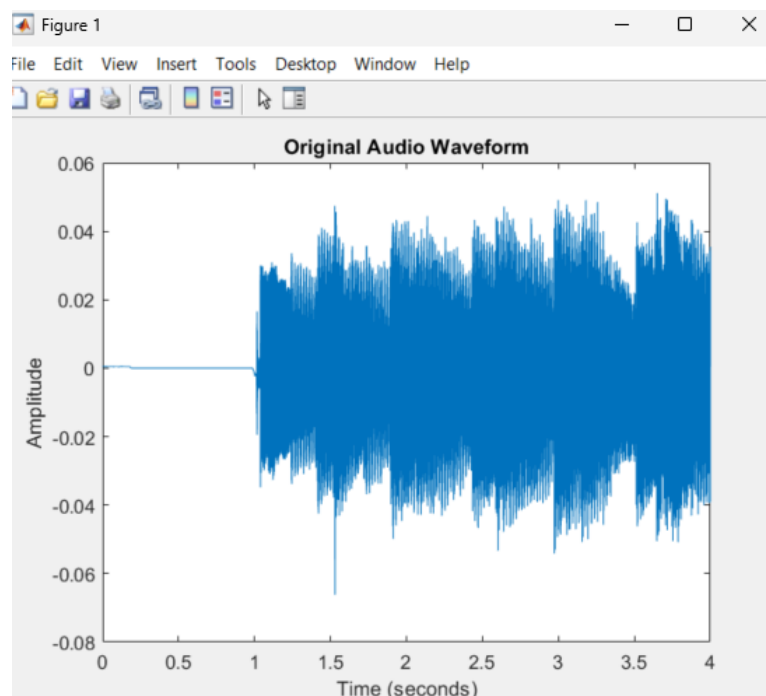 Figure 1
File Edit View Insert Tools Desktop Window Help
Original Audio Waveform
0.06
0.04
0.02
0
-0.02
-0.04
-0.06
-0.08
Amplitude
0 0.5 1 1.5 2 2.5 3 3.5 4
Time (seconds)